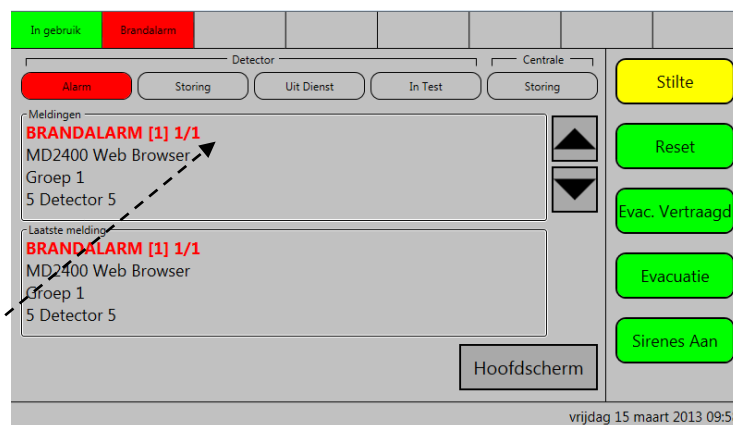 In gebruik Brandalarm
Detector Centrale
Alarm Storing Uit Dienst In Test Storing
Meldingen
BRANDALARM [1] 1/1
MD2400 Web Browser
Groep 1
5 Detector 5
Laatste melding
BRANDALARM [1] 1/1
MD2400 Web Browser
Groep 1
5 Detector 5
Hoofdscherm
Stilte
Reset
Evac. Vertraagd
Evacuatie
Sirenes Aan
vrijdag 15 maart 2013 09:5